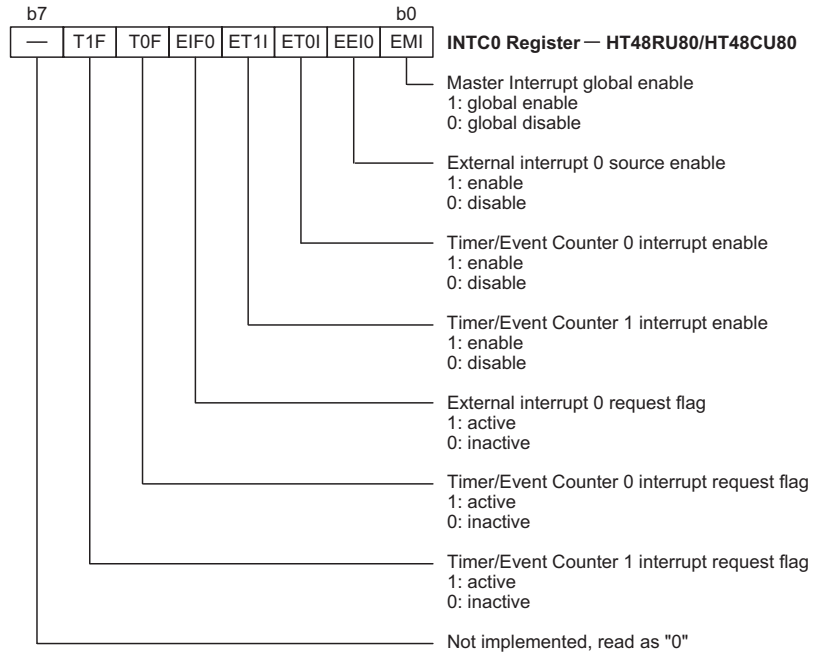 b7 b0
— T1F T0F EIF0 ET1I ET0I EEI0 EMI INTC0 Register — HT48RU80/HT48CU80
Master Interrupt global enable
1: global enable
0: global disable
External interrupt 0 source enable
1: enable
0: disable
Timer/Event Counter 0 interrupt enable
1: enable
0: disable
Timer/Event Counter 1 interrupt enable
1: enable
0: disable
External interrupt 0 request flag
1: active
0: inactive
Timer/Event Counter 0 interrupt request flag
1: active
0: inactive
Timer/Event Counter 1 interrupt request flag
1: active
0: inactive
Not implemented, read as "0"